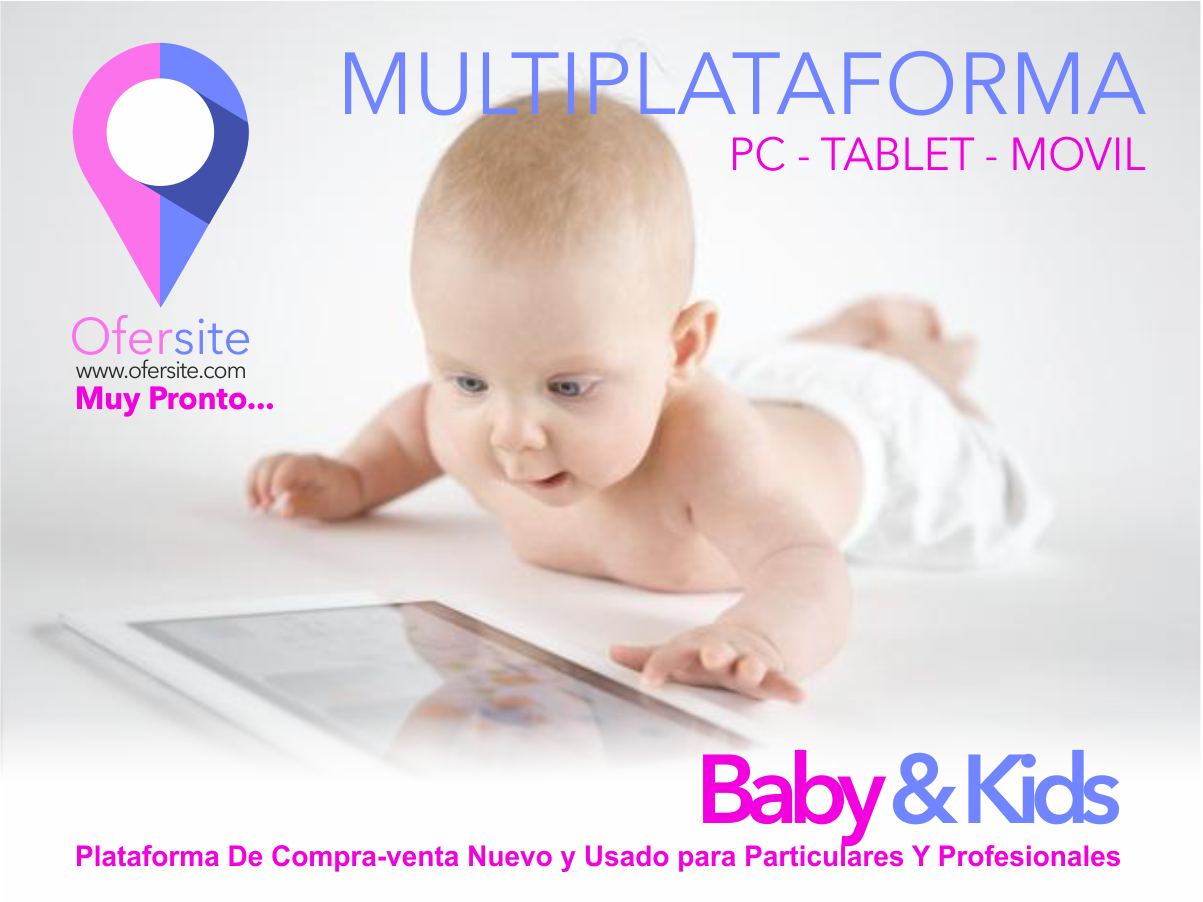 MULTIPLATAFORMA
PC - TABLET - MOVIL
Ofersite
www.ofersite.com
Muy Pronto...
Baby & Kids
Plataforma De Compra-venta Nuevo y Usado para Particulares Y Profesionales